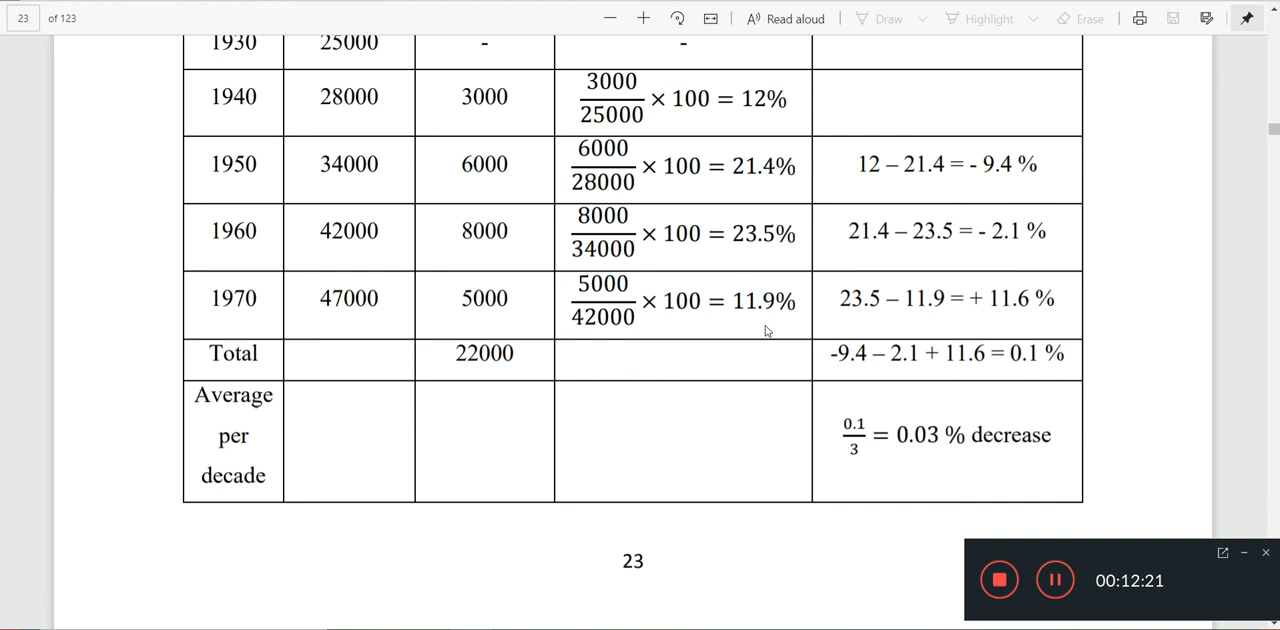 23 of 123 Read aloud Draw Highlight Erase
1930 25000 - -
1940 28000 3000 3000/25000 × 100 = 12%
1950 34000 6000 6000/28000 × 100 = 21.4% 12 – 21.4 = - 9.4 %
1960 42000 8000 8000/34000 × 100 = 23.5% 21.4 – 23.5 = - 2.1 %
1970 47000 5000 5000/42000 × 100 = 11.9% 23.5 – 11.9 = + 11.6 %
Total 22000 -9.4 – 2.1 + 11.6 = 0.1 %
Average
per
decade
0.1/3 = 0.03 % decrease
23
00:12:21